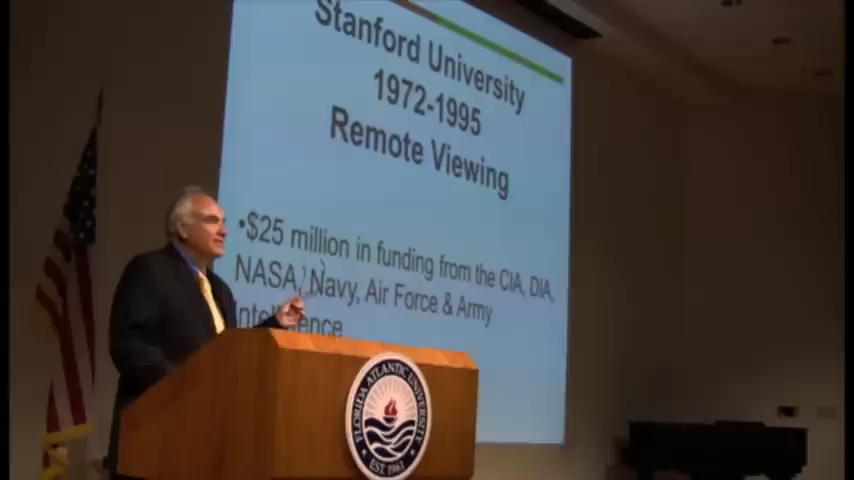 Stanford University
1972-1995
Remote Viewing
•$25 million in funding from the CIA, DIA,
NASA, Navy, Air Force & Army
FLORIDA ATLANTIC UNIVERSITY
EST. 1961